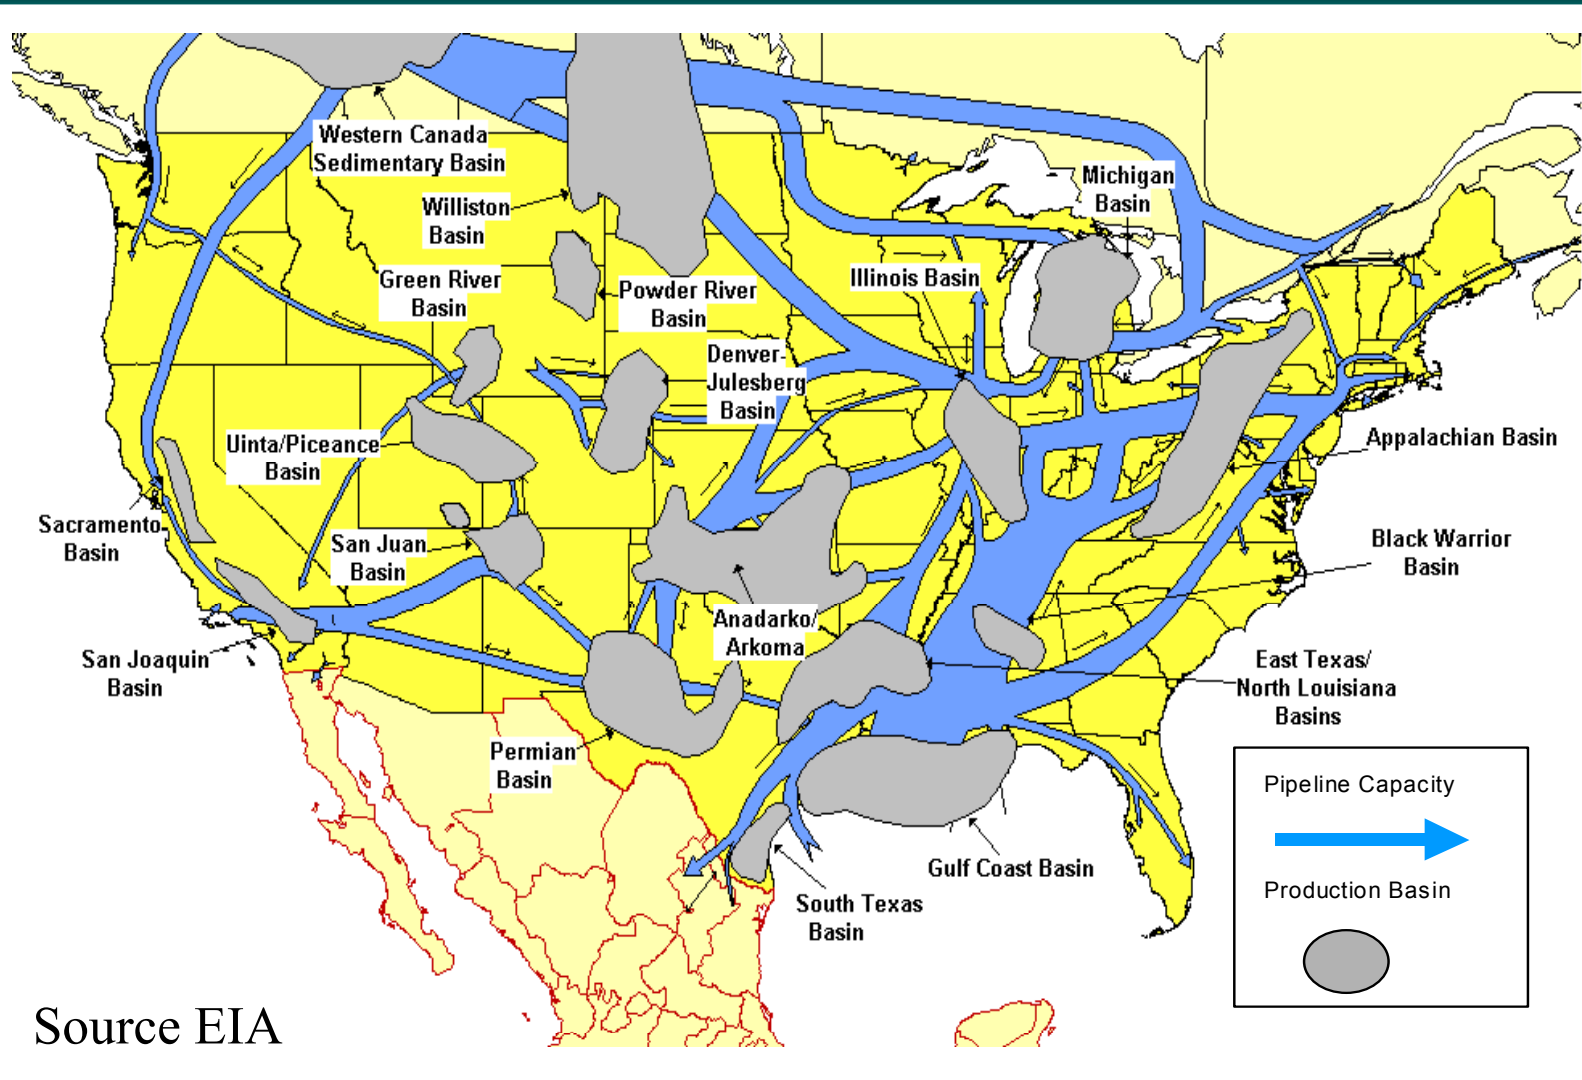 Western Canada
Sedimentary Basin
Michigan
Basin
Williston
Basin
Green River
Basin
Illinois Basin
Powder River
Basin
Denver-
Julesberg
Basin
Uinta/Piceance
Basin
Appalachian Basin
Sacramento
Basin
San Juan
Basin
Black Warrior
Basin
Anadarko/
Arkoma
San Joaquin
Basin
East Texas/
North Louisiana
Basins
Permian
Basin
Pipeline Capacity
Gulf Coast Basin
Production Basin
South Texas
Basin
Source EIA